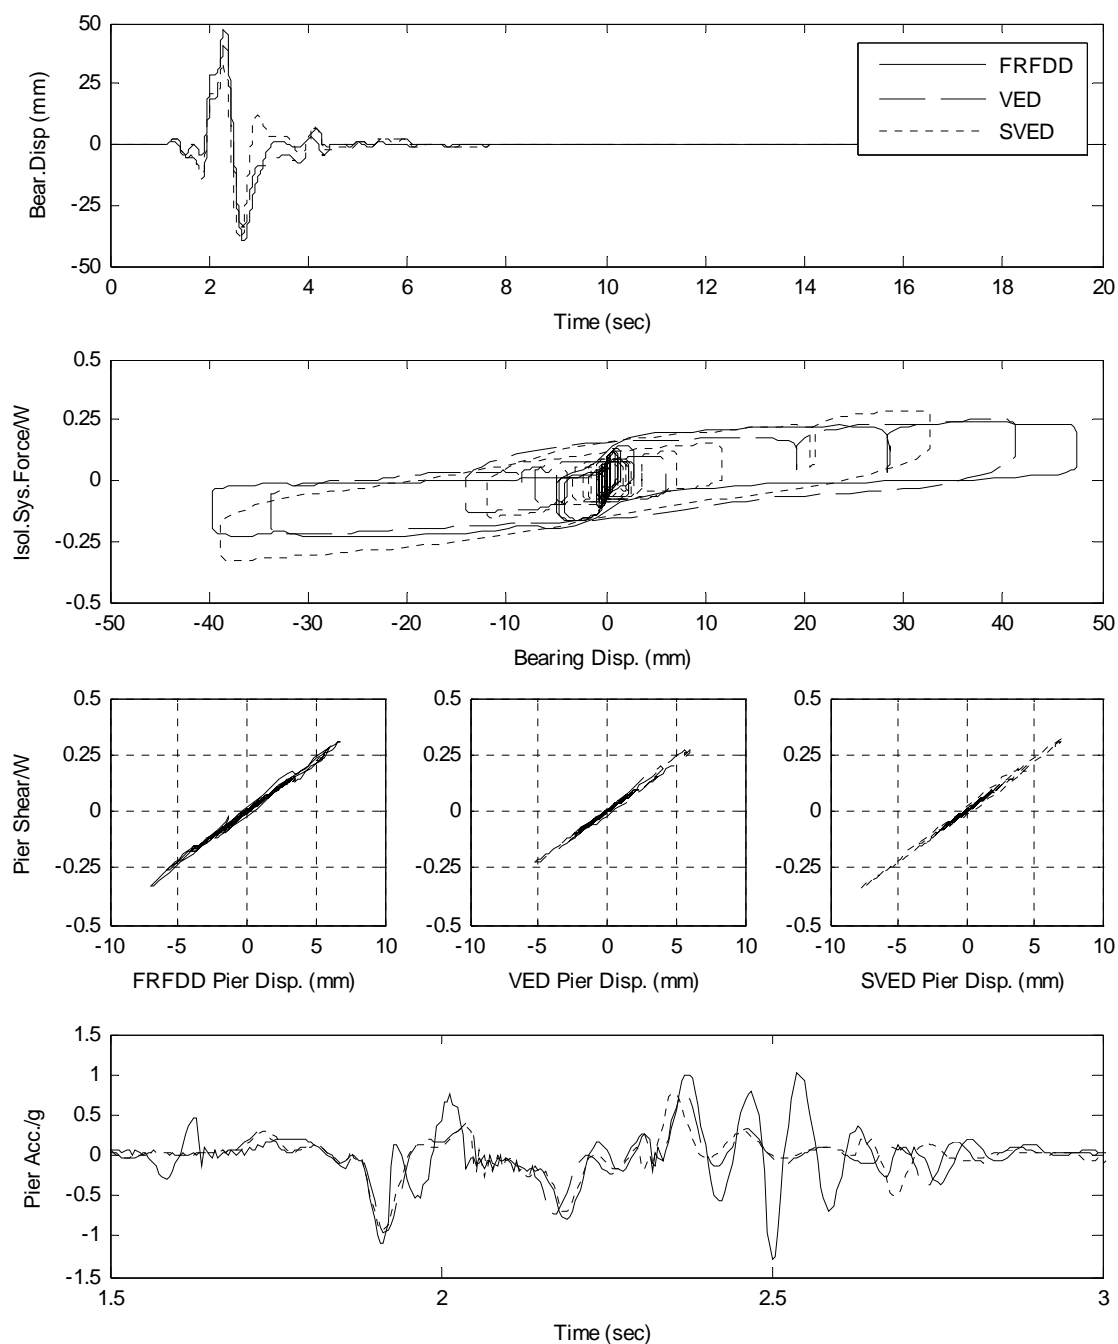 50
25
0
-25
-50
Bear.Disp (mm)
FRFDD
VED
SVED
0 2 4 6 8 10 12 14 16 18 20
Time (sec)
0.5
0.25
0
-0.25
-0.5
Isol.Sys.Force/W
-50 -40 -30 -20 -10 0 10 20 30 40 50
Bearing Disp. (mm)
0.5
0.25
0
-0.25
-0.5
Pier Shear/W
-10 -5 0 5 10
FRFDD Pier Disp. (mm)
0.5
0.25
0
-0.25
-0.5
-10 -5 0 5 10
VED Pier Disp. (mm)
0.5
0.25
0
-0.25
-0.5
-10 -5 0 5 10
SVED Pier Disp. (mm)
1.5
1
0.5
0
-0.5
-1
-1.5
Pier Acc./g
1.5 2 2.5 3
Time (sec)